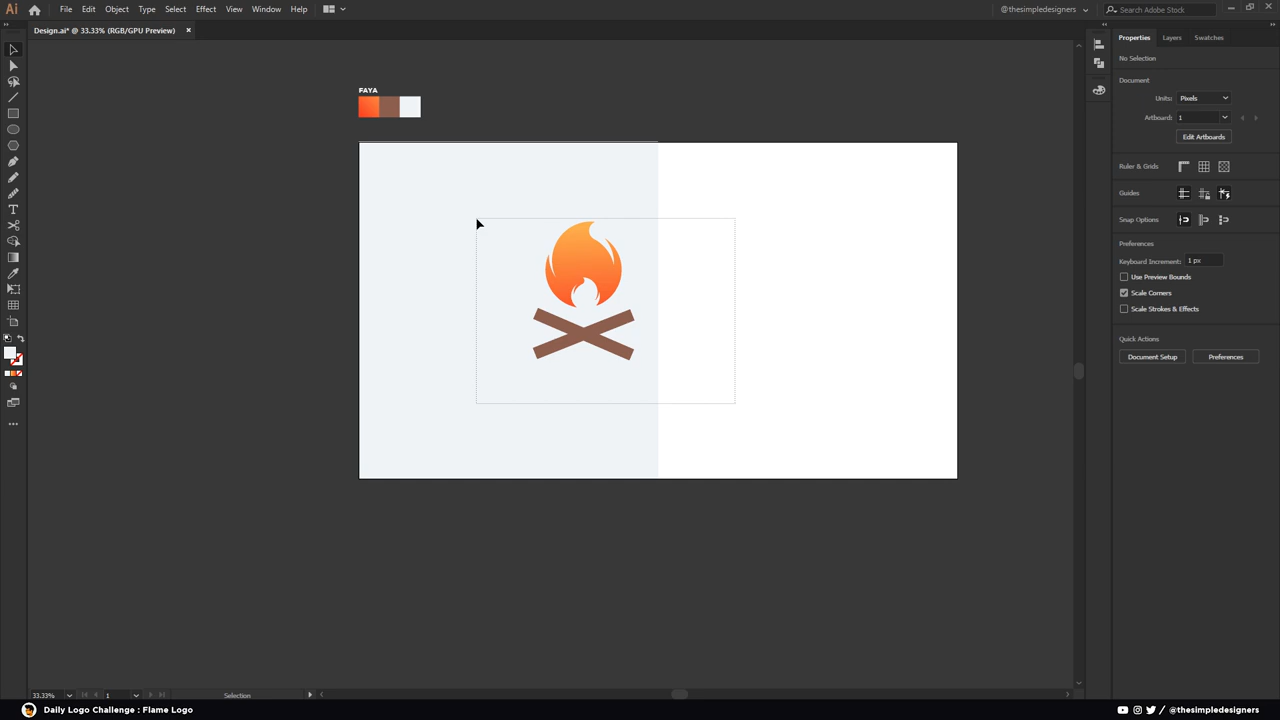 Ai File Edit Object Type Select Effect View Window Help @thesimpledesigners Search Adobe Stock
Design.ai* @ 33.33% (RGB/GPU Preview) ×
Properties Layers Swatches
No Selection
Document
Units: Pixels
Artboard: 1
Edit Artboards
Ruler & Grids
Guides
Snap Options
Preferences
Keyboard Increment: 1 px
Use Preview Bounds
Scale Corners
Scale Strokes & Effects
Quick Actions
Document Setup Preferences
FAYA
33.33% 1 Selection
Daily Logo Challenge : Flame Logo @thesimpledesigners